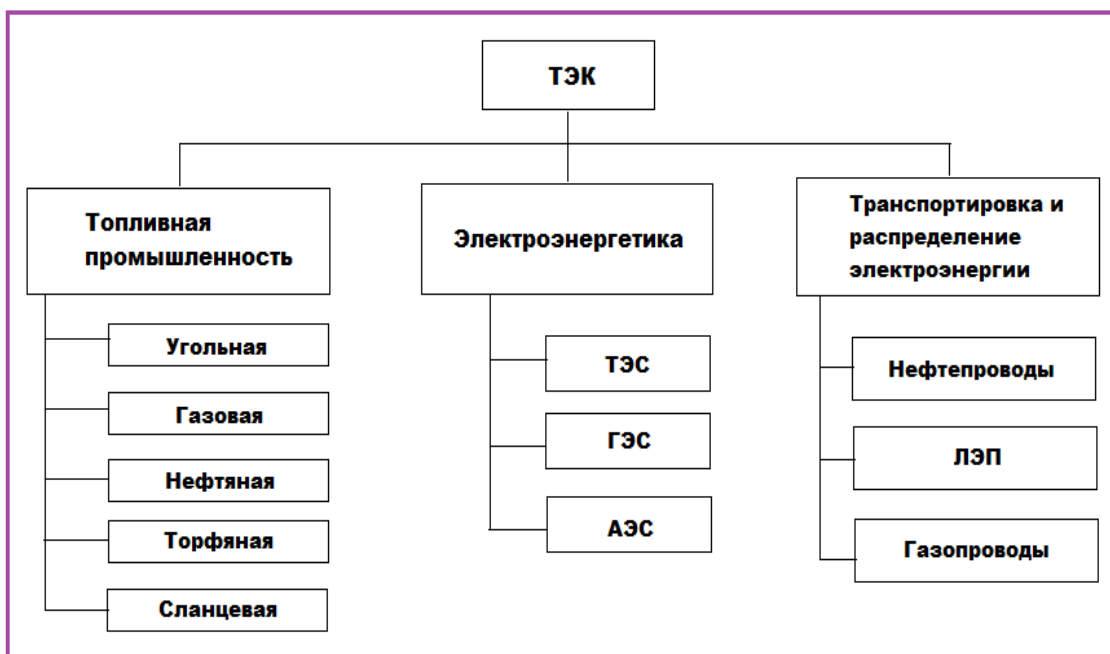 ТЭК
Топливная
промышленность
Угольная
Газовая
Нефтяная
Торфяная
Сланцевая
Электроэнергетика
ТЭС
ГЭС
АЭС
Транспортировка и
распределение
электроэнергии
Нефтепроводы
ЛЭП
Газопроводы